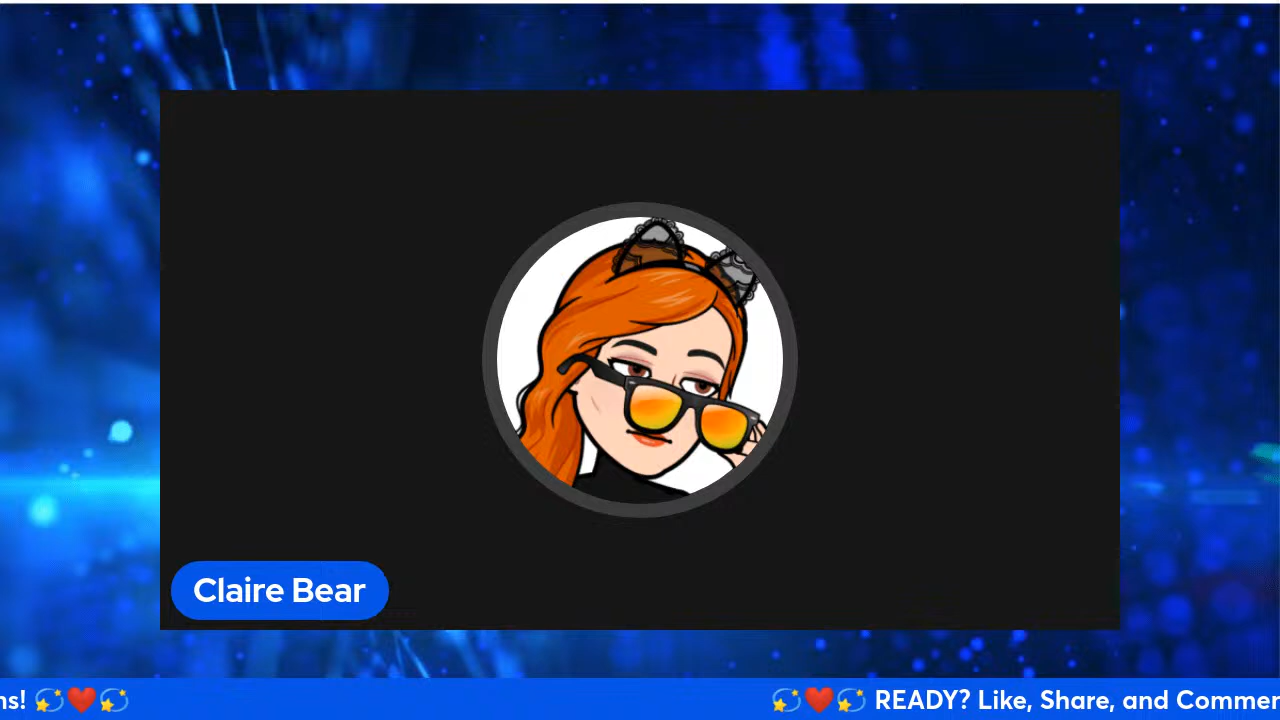 Claire Bear
ns! 💫❤️💫 💫❤️💫 READY? Like, Share, and Commen